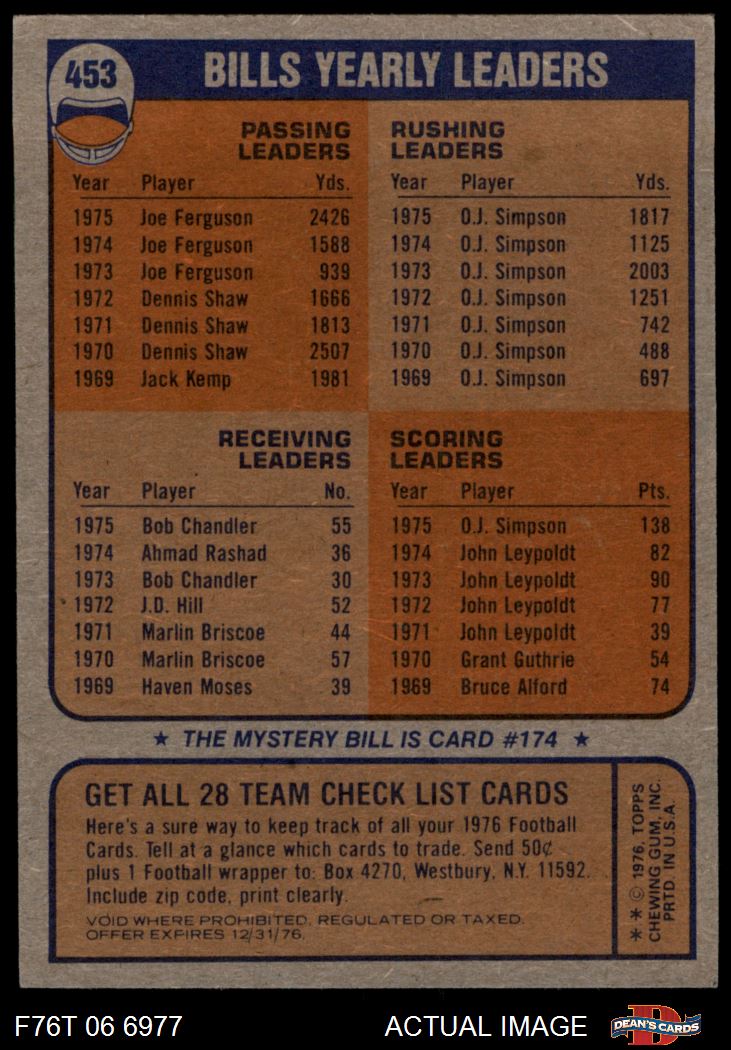 453
BILLS YEARLY LEADERS
PASSING
LEADERS
Year Player Yds.
1975 Joe Ferguson 2426
1974 Joe Ferguson 1588
1973 Joe Ferguson 939
1972 Dennis Shaw 1666
1971 Dennis Shaw 1813
1970 Dennis Shaw 2507
1969 Jack Kemp 1981
RUSHING
LEADERS
Year Player Yds.
1975 O.J. Simpson 1817
1974 O.J. Simpson 1125
1973 O.J. Simpson 2003
1972 O.J. Simpson 1251
1971 O.J. Simpson 742
1970 O.J. Simpson 488
1969 O.J. Simpson 697
RECEIVING
LEADERS
Year Player No.
1975 Bob Chandler 55
1974 Ahmad Rashad 36
1973 Bob Chandler 30
1972 J.D. Hill 52
1971 Marlin Briscoe 44
1970 Marlin Briscoe 57
1969 Haven Moses 39
SCORING
LEADERS
Year Player Pts.
1975 O.J. Simpson 138
1974 John Leypoldt 82
1973 John Leypoldt 90
1972 John Leypoldt 77
1971 John Leypoldt 39
1970 Grant Guthrie 54
1969 Bruce Alford 74
★ THE MYSTERY BILL IS CARD #174 ★
GET ALL 28 TEAM CHECK LIST CARDS
Here's a sure way to keep track of all your 1976 Football
Cards. Tell at a glance which cards to trade. Send 50¢
plus 1 Football wrapper to: Box 4270, Westbury, N.Y. 11592.
Include zip code, print clearly.
VOID WHERE PROHIBITED, REGULATED OR TAXED.
OFFER EXPIRES 12/31/76.
★★ © 1976, TOPPS
CHEWING GUM, INC.
PRTD. IN U.S.A.
F76T 06 6977
ACTUAL IMAGE
D
DEAN'S CARDS